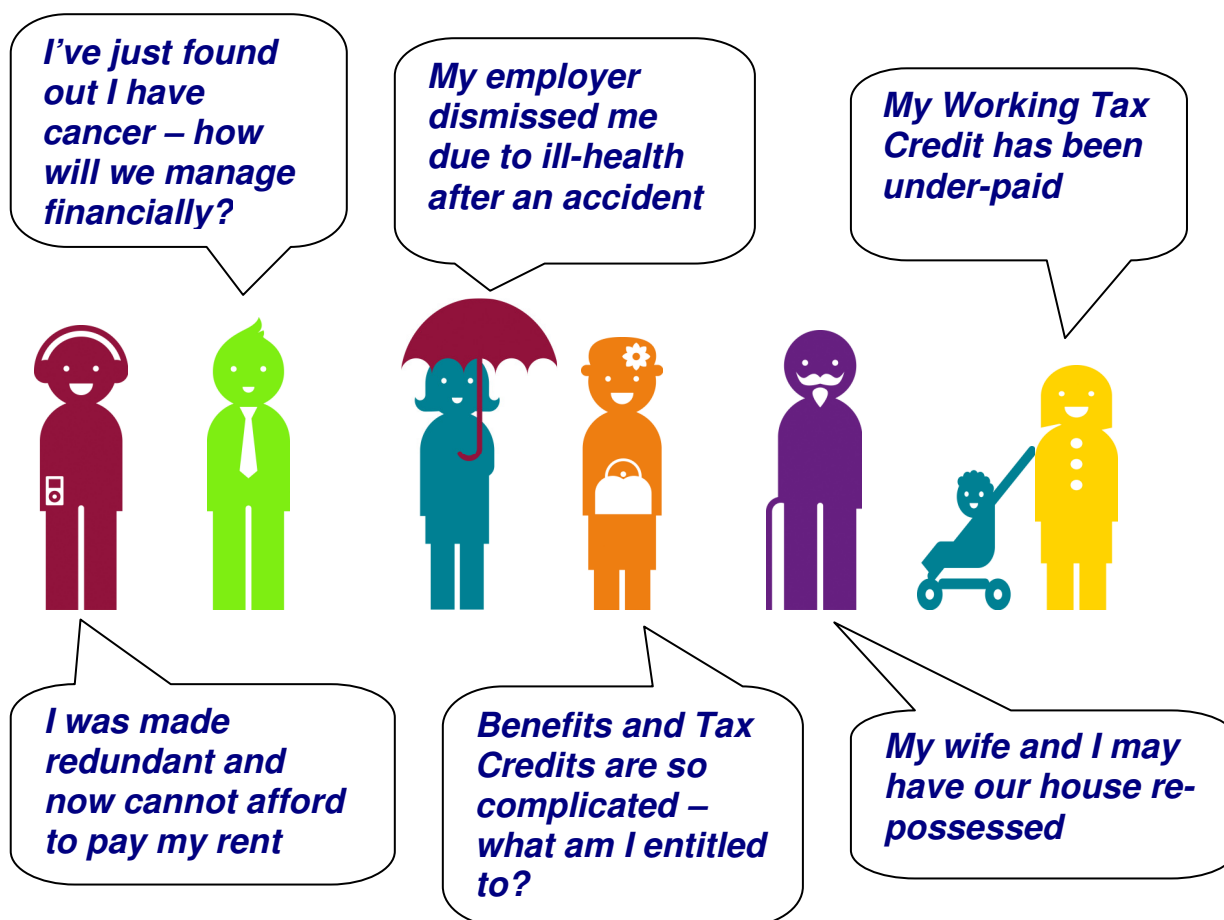 I've just found
out I have
cancer – how
will we manage
financially?
My employer
dismissed me
due to ill-health
after an accident
My Working Tax
Credit has been
under-paid
I was made
redundant and
now cannot afford
to pay my rent
Benefits and Tax
Credits are so
complicated –
what am I entitled
to?
My wife and I may
have our house re-
possessed